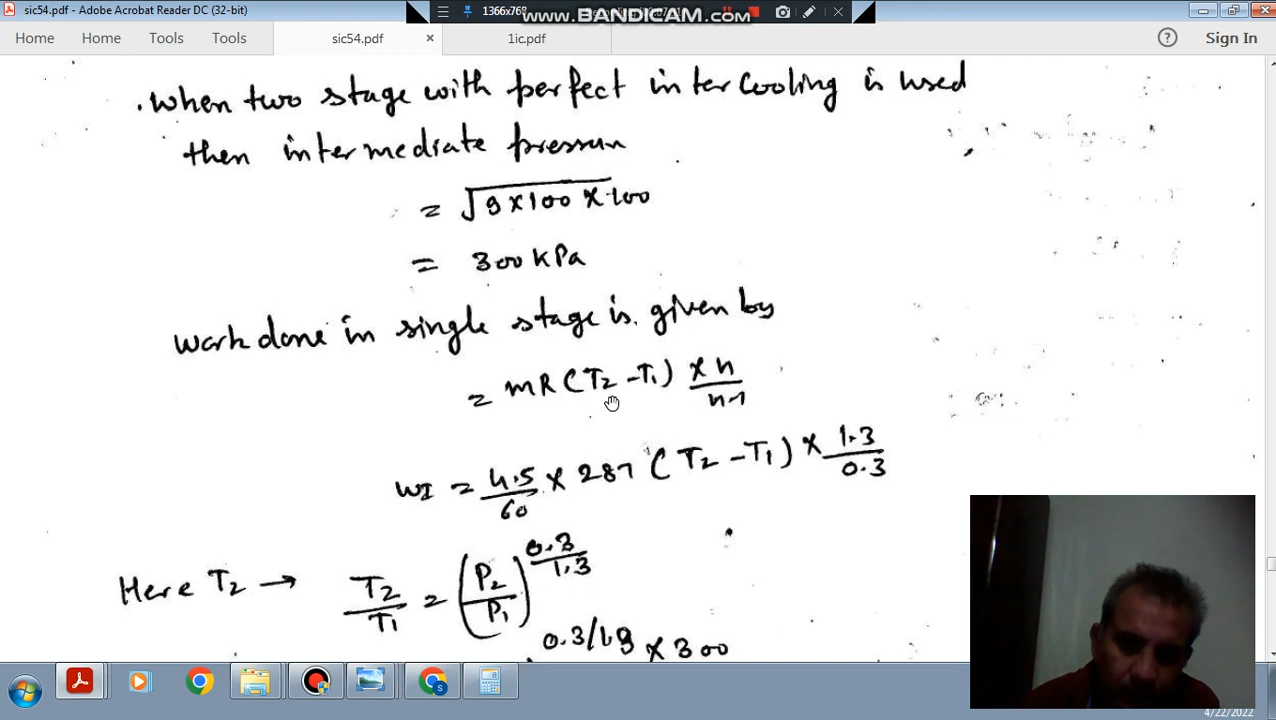 sic54.pdf - Adobe Acrobat Reader DC (32-bit)
1366x768
www.BANDICAM.com
Home Home Tools Tools sic54.pdf × 1ic.pdf ? Sign In
. When two stage with perfect inter cooling is used
then intermediate pressure
= √9x100 x 100
= 300 kPa
Work done in single stage is given by
= mR (T2 - T1) x n/n-1
WI = 4.5/60 x 287 (T2 - T1) x 1.3/0.3
Here T2 → T2/T1 = (P2/P1)^0.3/1.3
0.3/1.3 x 300
4/22/2022